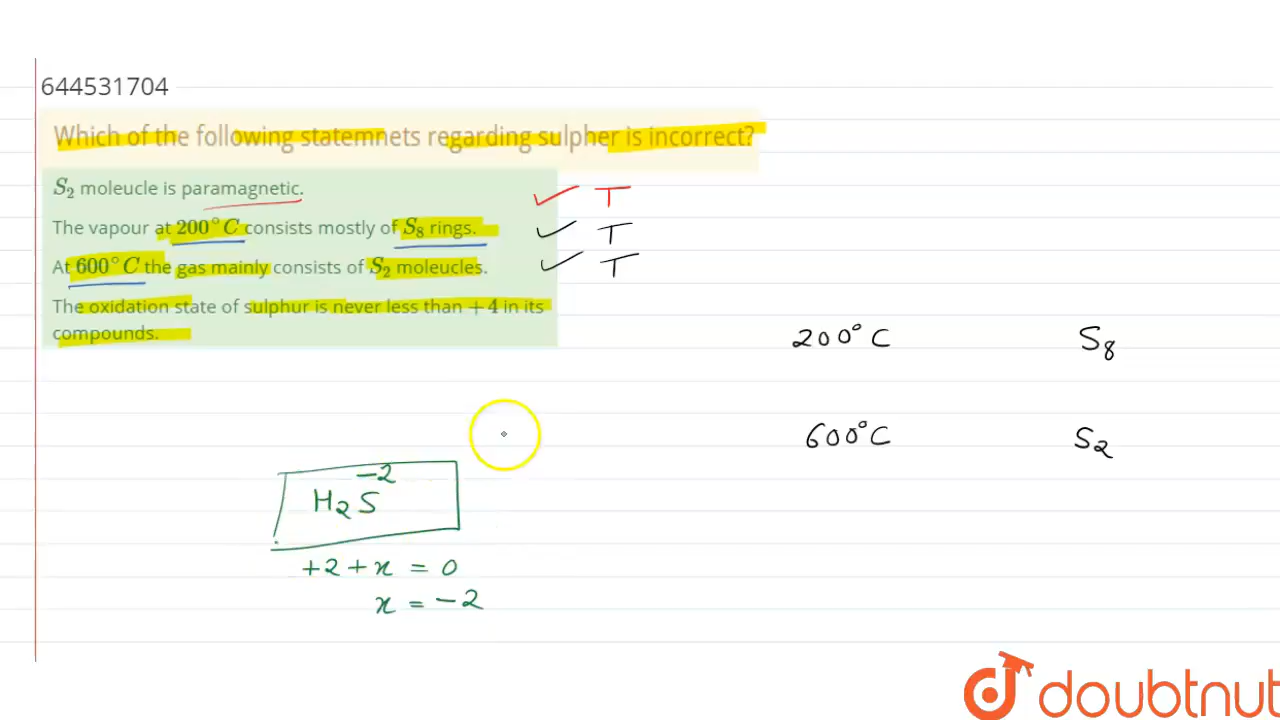 644531704
Which of the following statemnets regarding sulpher is incorrect?
S2 moleucle is paramagnetic. T
The vapour at 200°C consists mostly of S8 rings. T
At 600°C the gas mainly consists of S2 moleucles. T
The oxidation state of sulphur is never less than +4 in its
compounds.
200°C S8
600°C S2
-2
H2S
+2+x = 0
x = -2
doubtnut